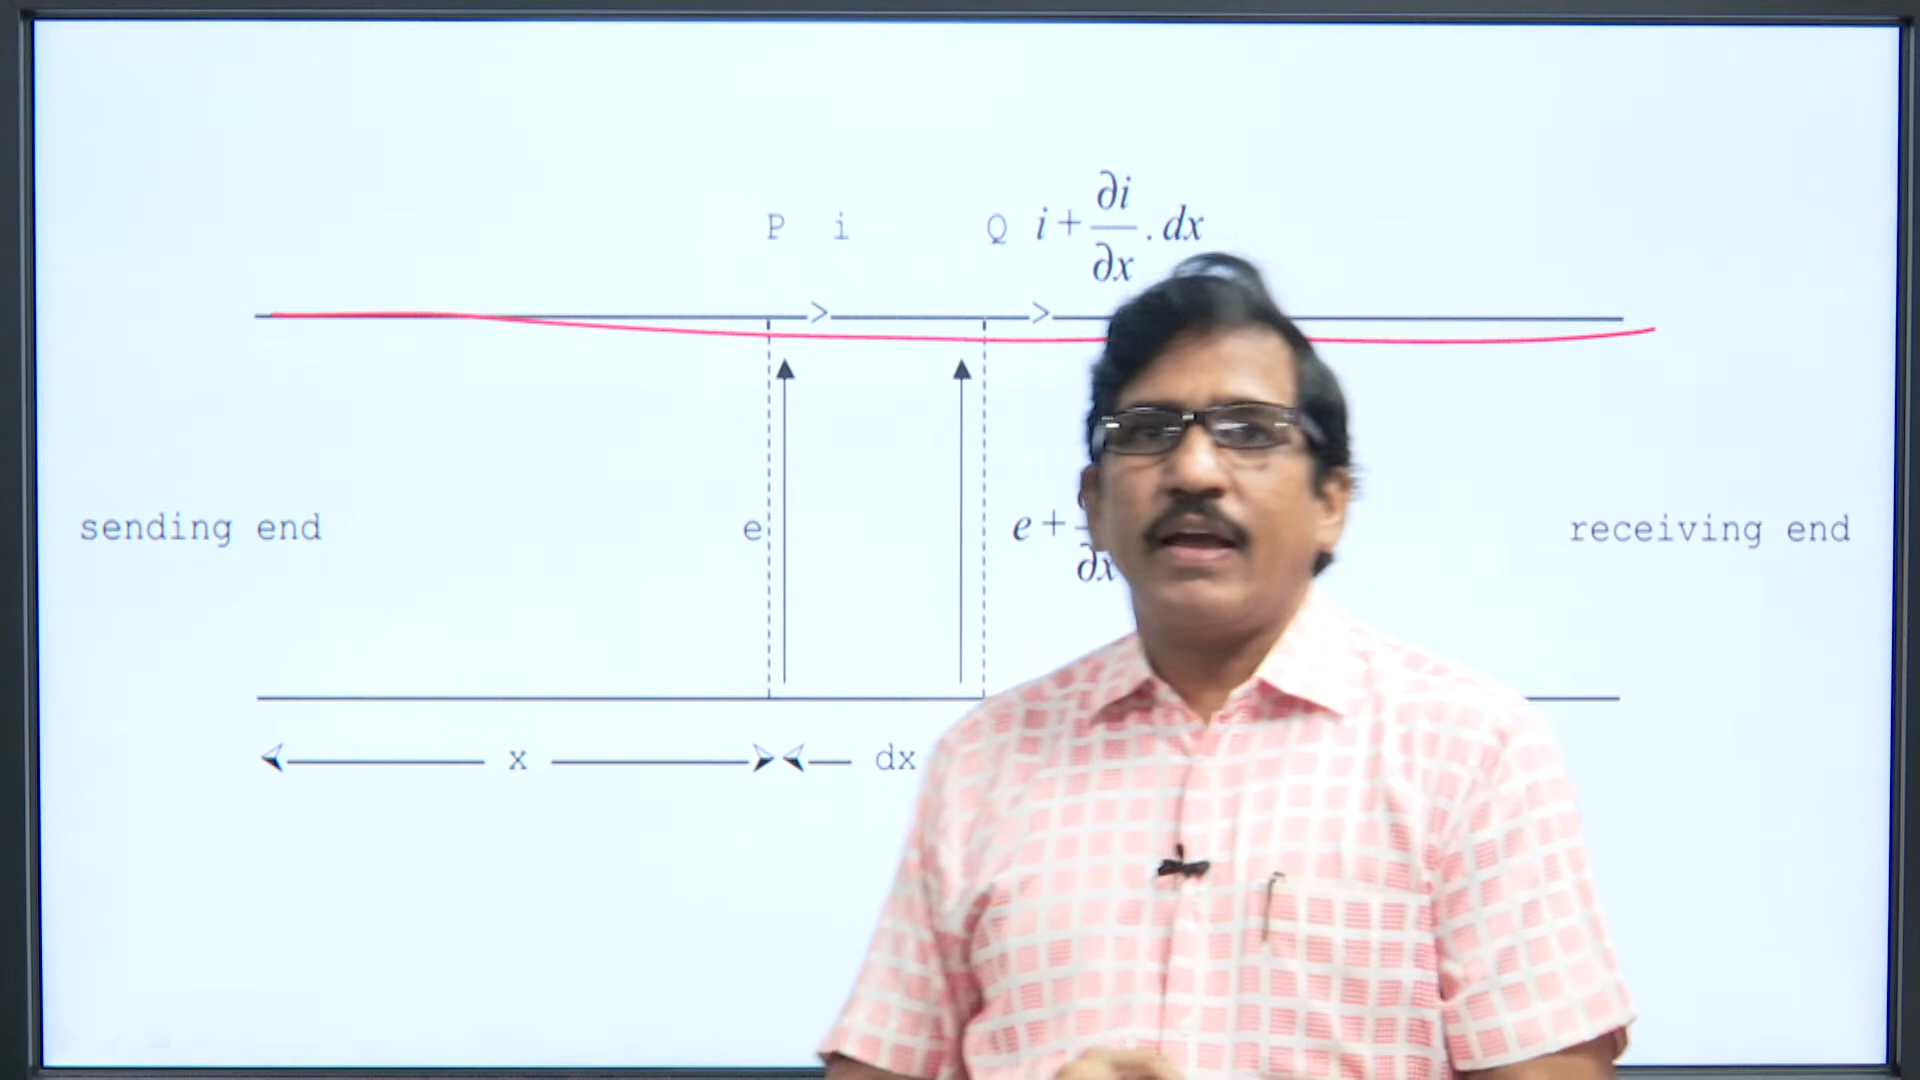 P i Q i + ∂i/∂x . dx
sending end e e + ∂x receiving end
x dx